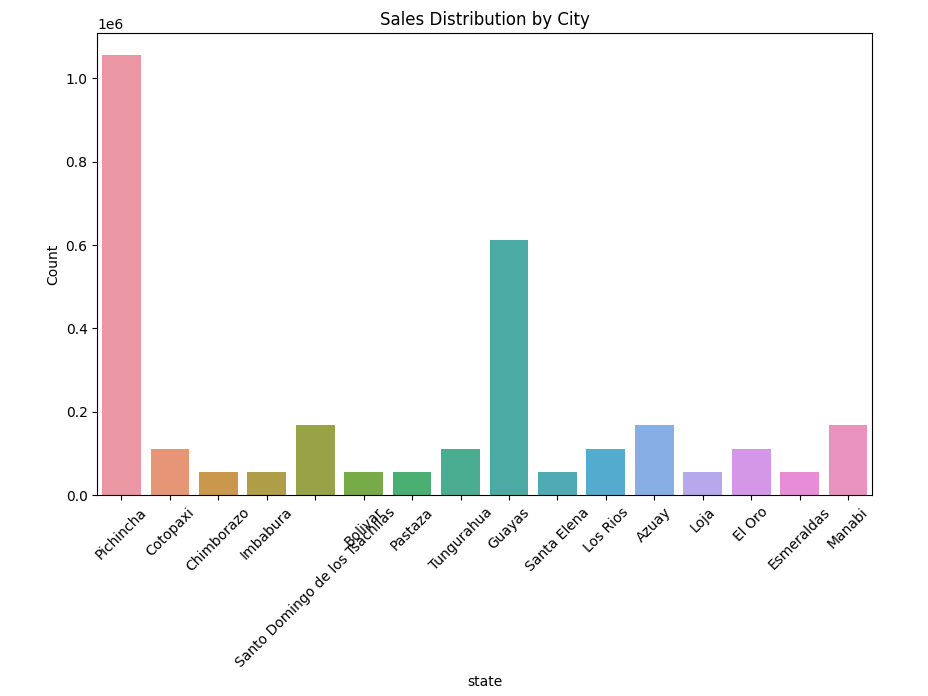 Sales Distribution by City
1e6
1.0
0.8
0.6
0.4
0.2
0.0
Count
Pichincha
Cotopaxi
Chimborazo
Imbabura
Santo Domingo de los Tsachilas
Bolivar
Pastaza
Tungurahua
Guayas
Santa Elena
Los Rios
Azuay
Loja
El Oro
Esmeraldas
Manabi
state